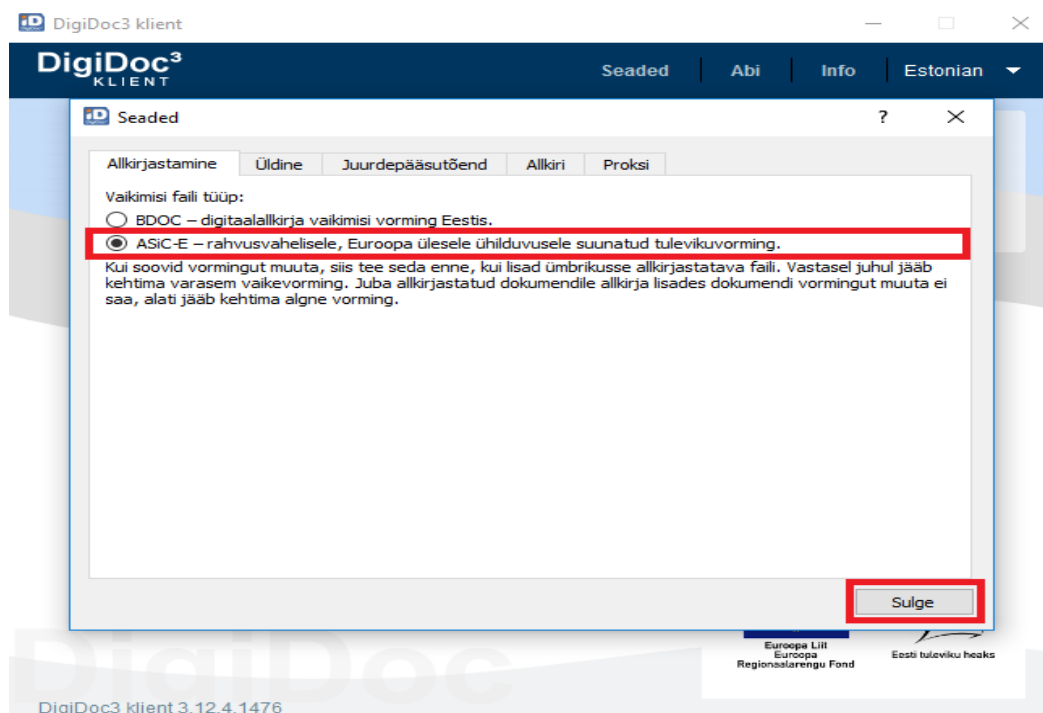 DigiDoc3 klient
DigiDoc³
KLIENT
Seaded
Abi
Info
Estonian
Seaded
?
Allkirjastamine
Üldine
Juurdepääsutõend
Allkiri
Proksi
Vaikimisi faili tüüp:
BDOC – digitaalallkirja vaikimisi vorming Eestis.
ASiC-E – rahvusvahelisele, Euroopa ülesele ühilduvusele suunatud tulevikuvorming.
Kui soovid vormingut muuta, siis tee seda enne, kui lisad ümbrikusse allkirjastatava faili. Vastasel juhul jääb
kehtima varasem vaikevorming. Juba allkirjastatud dokumendile allkirja lisades dokumendi vormingut muuta ei
saa, alati jääb kehtima algne vorming.
Sulge
Euroopa Liit
Euroopa
Regionaalarengu Fond
Eesti tuleviku heaks
DigiDoc
DigiDoc3 klient 3.12.4.1476